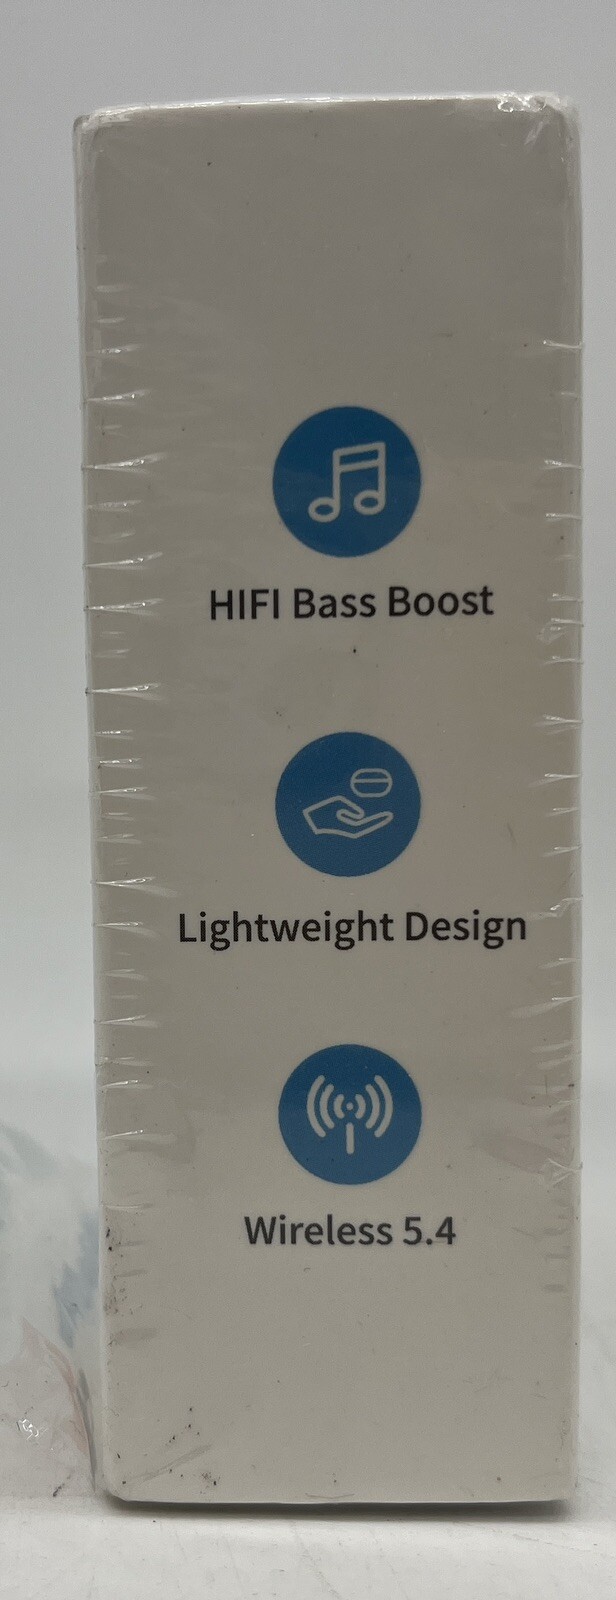 HIFI Bass Boost
Lightweight Design
Wireless 5.4